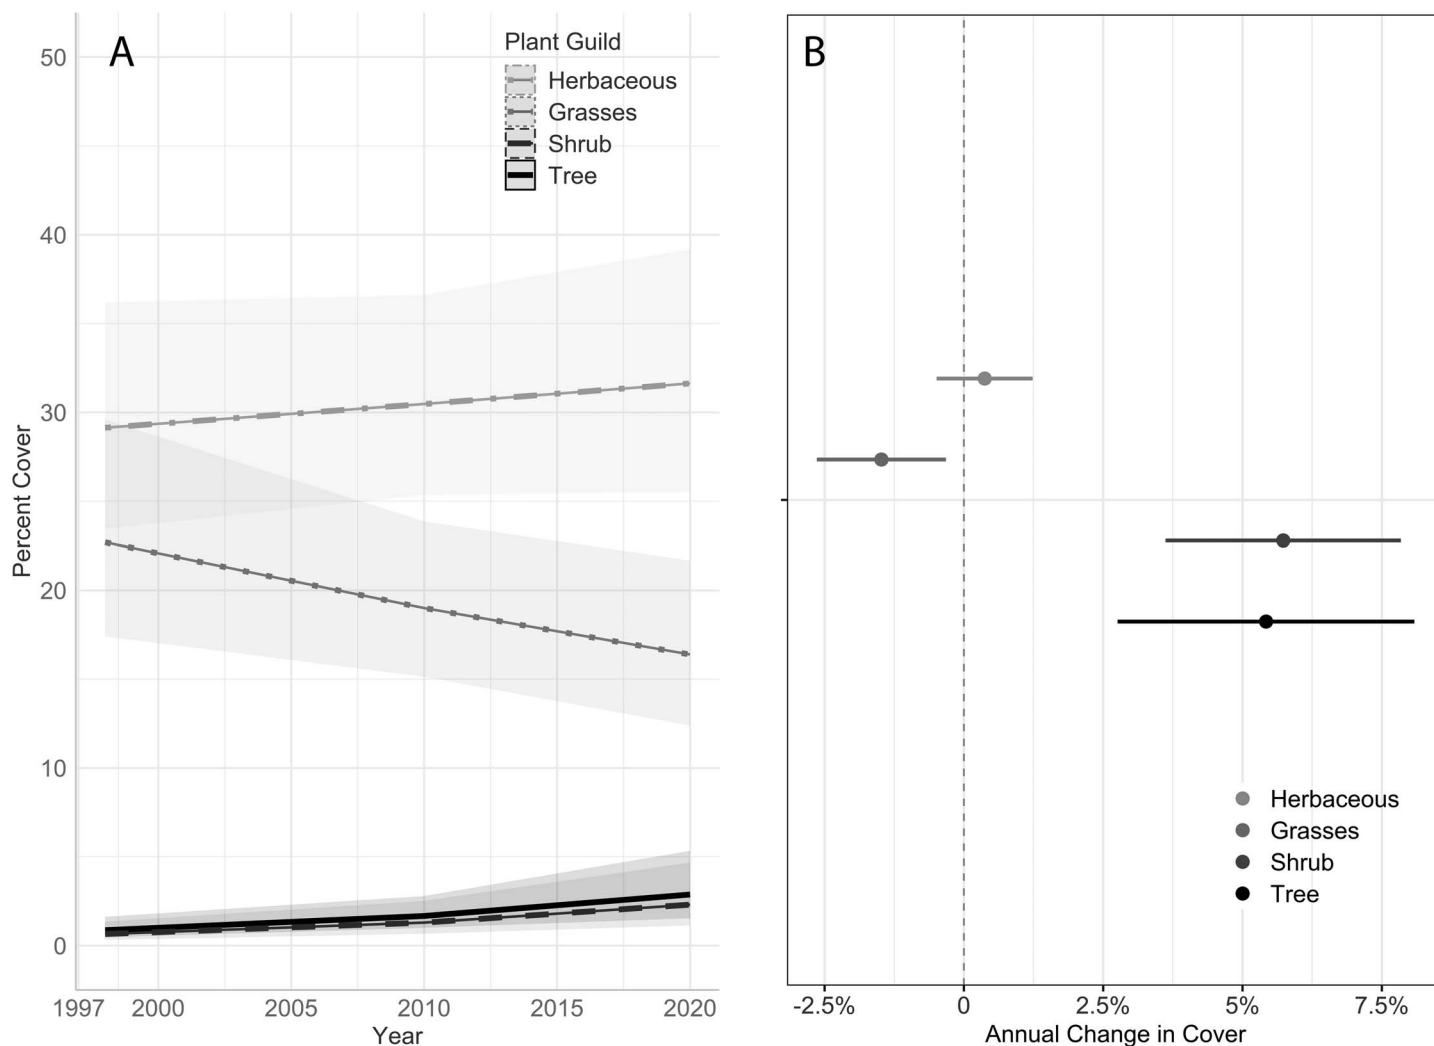 A
Plant Guild
Herbaceous
Grasses
Shrub
Tree
50
40
30
20
10
0
Percent Cover
1997 2000 2005 2010 2015 2020
Year
B
Herbaceous
Grasses
Shrub
Tree
-2.5% 0 2.5% 5% 7.5%
Annual Change in Cover